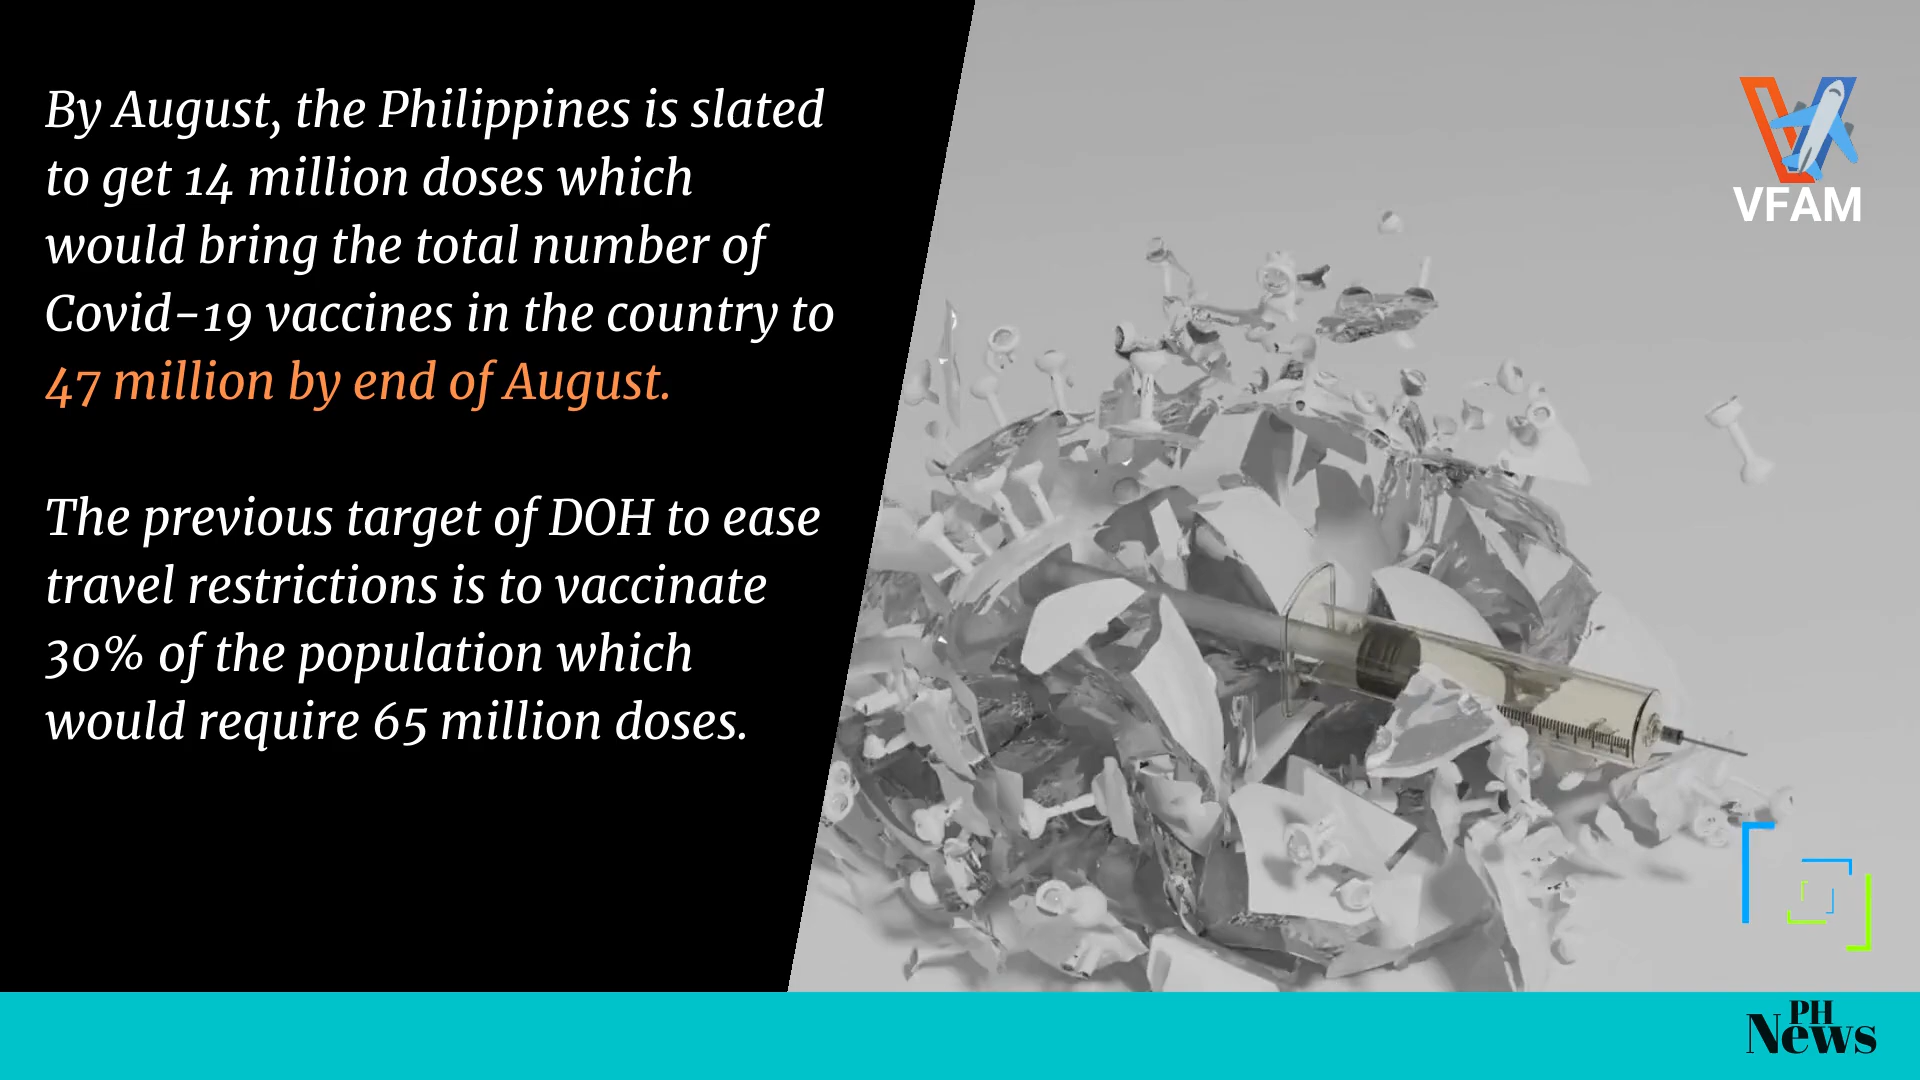 By August, the Philippines is slated
to get 14 million doses which
would bring the total number of
Covid-19 vaccines in the country to
47 million by end of August.
The previous target of DOH to ease
travel restrictions is to vaccinate
30% of the population which
would require 65 million doses.
VFAM
PH
News